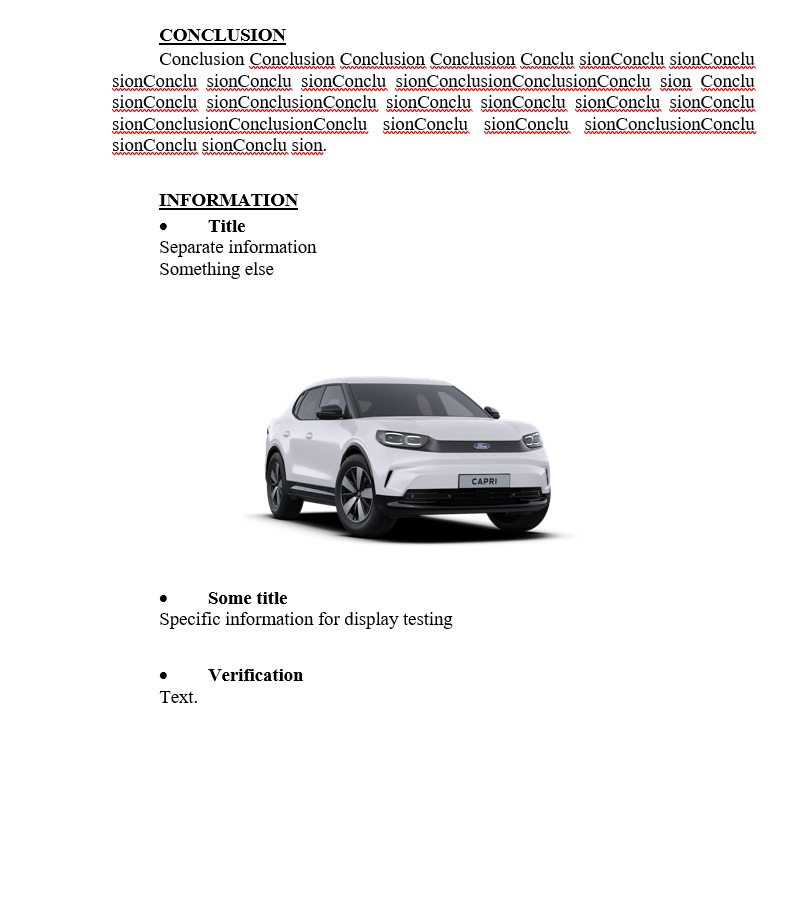 CONCLUSION
Conclusion Conclusion Conclusion Conclusion Conclu sionConclu sionConclu
sionConclu sionConclu sionConclu sionConclusionConclusionConclu sion Conclu
sionConclu sionConclusionConclu sionConclu sionConclu sionConclu sionConclu
sionConclusionConclusionConclu sionConclu sionConclu sionConclusionConclu
sionConclu sionConclu sion.
INFORMATION
• Title
Separate information
Something else
Ford
CAPRI
• Some title
Specific information for display testing
• Verification
Text.